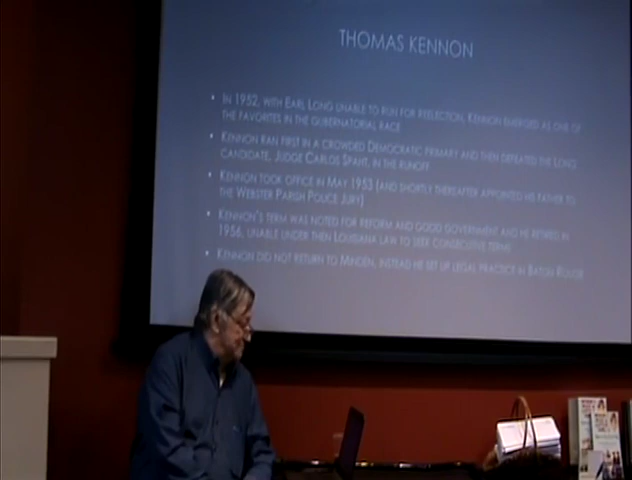 THOMAS KENNON
• IN 1952, WITH EARL LONG UNABLE TO RUN FOR REELECTION, KENNON EMERGED AS ONE OF
THE FAVORITES IN THE GUBERNATORIAL RACE
• KENNON RAN FIRST IN A CROWDED DEMOCRATIC PRIMARY AND THEN DEFEATED THE LONG
CANDIDATE, JUDGE CARLOS SPAHT, IN THE RUNOFF
• KENNON TOOK OFFICE IN MAY 1953 (AND SHORTLY THEREAFTER APPOINTED HIS FATHER TO
THE WEBSTER PARISH POLICE JURY)
• KENNON'S TERM WAS NOTED FOR REFORM AND GOOD GOVERNMENT AND HE RETIRED IN
1956, UNABLE UNDER THEN LOUISIANA LAW TO SEEK CONSECUTIVE TERMS
• KENNON DID NOT RETURN TO MINDEN, INSTEAD HE SET UP LEGAL PRACTICE IN BATON ROUGE